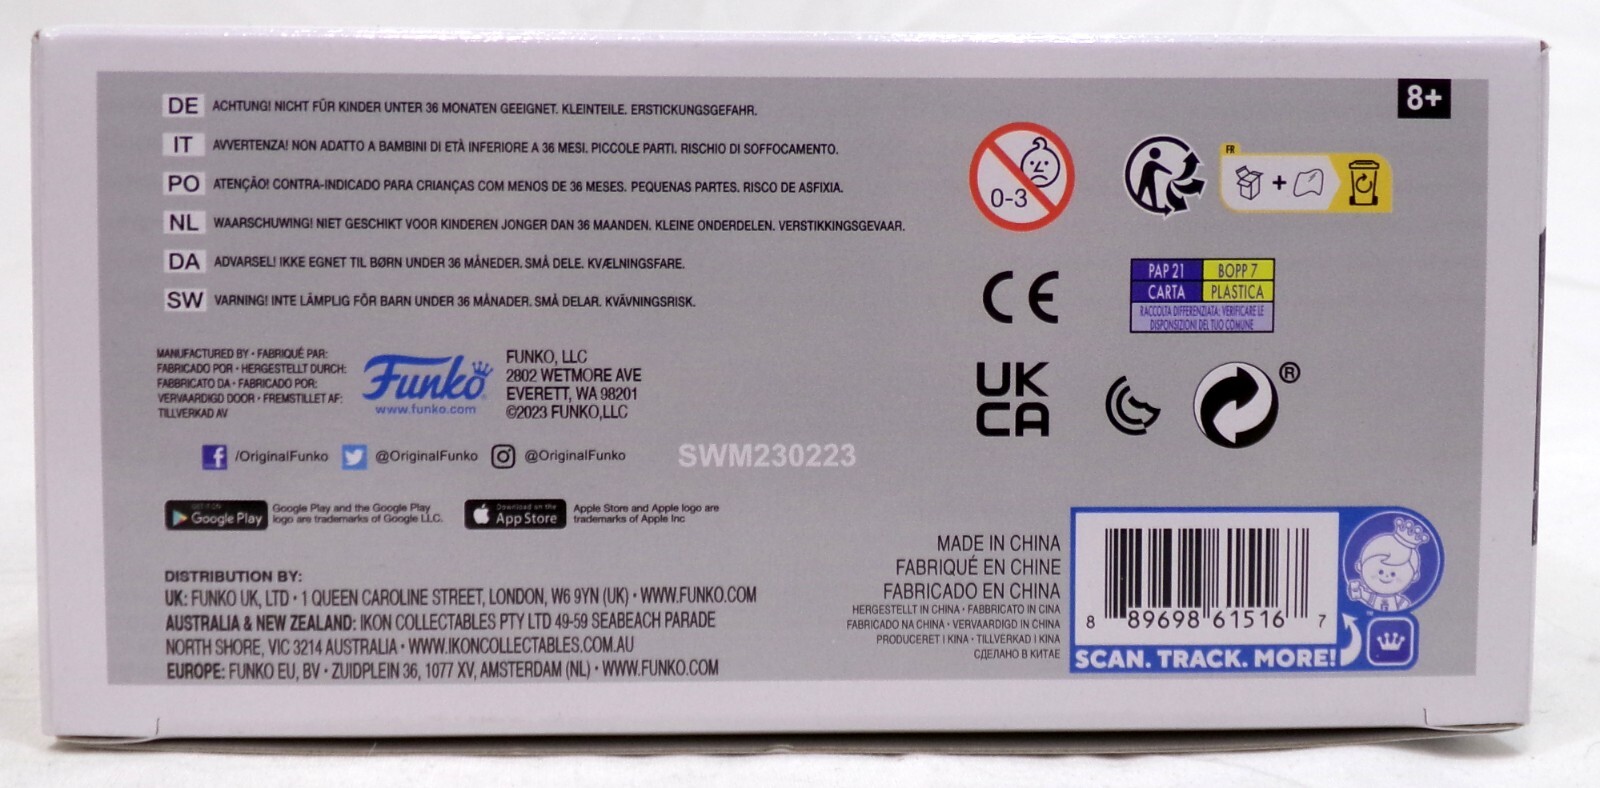 8+
DE ACHTUNG! NICHT FÜR KINDER UNTER 36 MONATEN GEEIGNET. KLEINTEILE. ERSTICKUNGSGEFAHR.
IT AVVERTENZA! NON ADATTO A BAMBINI DI ETÀ INFERIORE A 36 MESI. PICCOLE PARTI. RISCHIO DI SOFFOCAMENTO.
PO ATENÇÃO! CONTRA-INDICADO PARA CRIANÇAS COM MENOS DE 36 MESES. PEQUENAS PARTES. RISCO DE ASFIXIA.
NL WAARSCHUWING! NIET GESCHIKT VOOR KINDEREN JONGER DAN 36 MAANDEN. KLEINE ONDERDELEN. VERSTIKKINGSGEVAAR.
DA ADVARSEL! IKKE EGNET TIL BØRN UNDER 36 MÅNEDER. SMÅ DELE. KVÆLNINGSFARE.
SW VARNING! INTE LÄMPLIG FÖR BARN UNDER 36 MÅNADER. SMÅ DELAR. KVÄVNINGSRISK.
0-3
FR
+
CE
PAP 21 BOPP 7
CARTA PLASTICA
RACCOLTA DIFFERENZIATA: VERIFICARE LE
DISPOSIZIONI DEL TUO COMUNE
UK
CA
®
MANUFACTURED BY • FABRIQUÉ PAR:
FABRICADO POR • HERGESTELLT DURCH:
FABBRICATO DA • FABRICADO POR:
VERVAARDIGD DOOR • FREMSTILLET AF:
TILLVERKAD AV
Funko
www.funko.com
FUNKO, LLC
2802 WETMORE AVE
EVERETT, WA 98201
©2023 FUNKO,LLC
/OriginalFunko @OriginalFunko @OriginalFunko
SWM230223
GET IT ON
Google Play
Google Play and the Google Play
logo are trademarks of Google LLC.
Download on the
App Store
Apple Store and Apple logo are
trademarks of Apple Inc
DISTRIBUTION BY:
UK: FUNKO UK, LTD • 1 QUEEN CAROLINE STREET, LONDON, W6 9YN (UK) • WWW.FUNKO.COM
AUSTRALIA & NEW ZEALAND: IKON COLLECTABLES PTY LTD 49-59 SEABEACH PARADE
NORTH SHORE, VIC 3214 AUSTRALIA • WWW.IKONCOLLECTABLES.COM.AU
EUROPE: FUNKO EU, BV • ZUIDPLEIN 36, 1077 XV, AMSTERDAM (NL) • WWW.FUNKO.COM
MADE IN CHINA
FABRIQUÉ EN CHINE
FABRICADO EN CHINA
HERGESTELLT IN CHINA • FABBRICATO IN CINA
FABRICADO NA CHINA • VERVAARDIGD IN CHINA
PRODUCERET I KINA • TILLVERKAD I KINA
СДЕЛАНО В КИТАЕ
8 89698 61516 7
SCAN. TRACK. MORE!